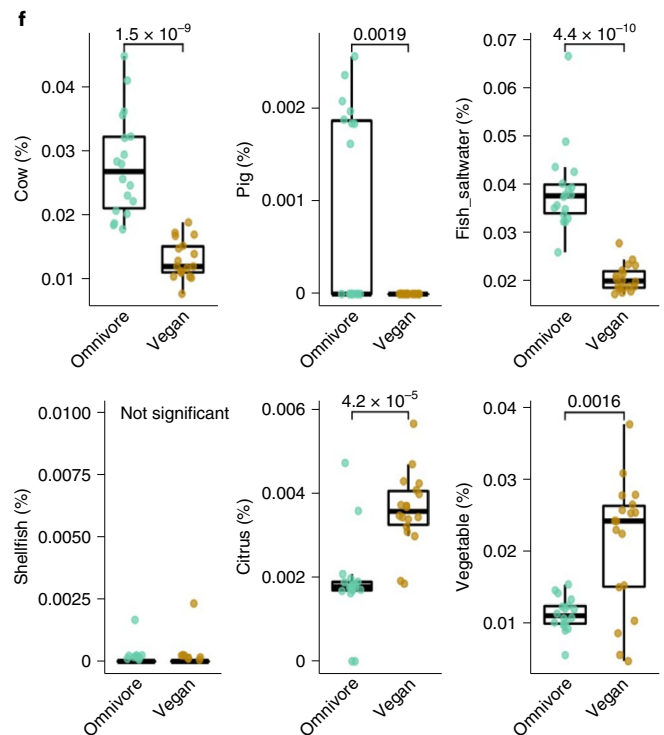 f
1.5 × 10⁻⁹
Cow (%)
0.04
0.03
0.02
0.01
Omnivore
Vegan
0.0019
Pig (%)
0.002
0.001
0
Omnivore
Vegan
4.4 × 10⁻¹⁰
Fish_saltwater (%)
0.07
0.06
0.05
0.04
0.03
0.02
Omnivore
Vegan
Not significant
Shellfish (%)
0.0100
0.0075
0.0050
0.0025
0
Omnivore
Vegan
4.2 × 10⁻⁵
Citrus (%)
0.006
0.004
0.002
0
Omnivore
Vegan
0.0016
Vegetable (%)
0.04
0.03
0.02
0.01
Omnivore
Vegan